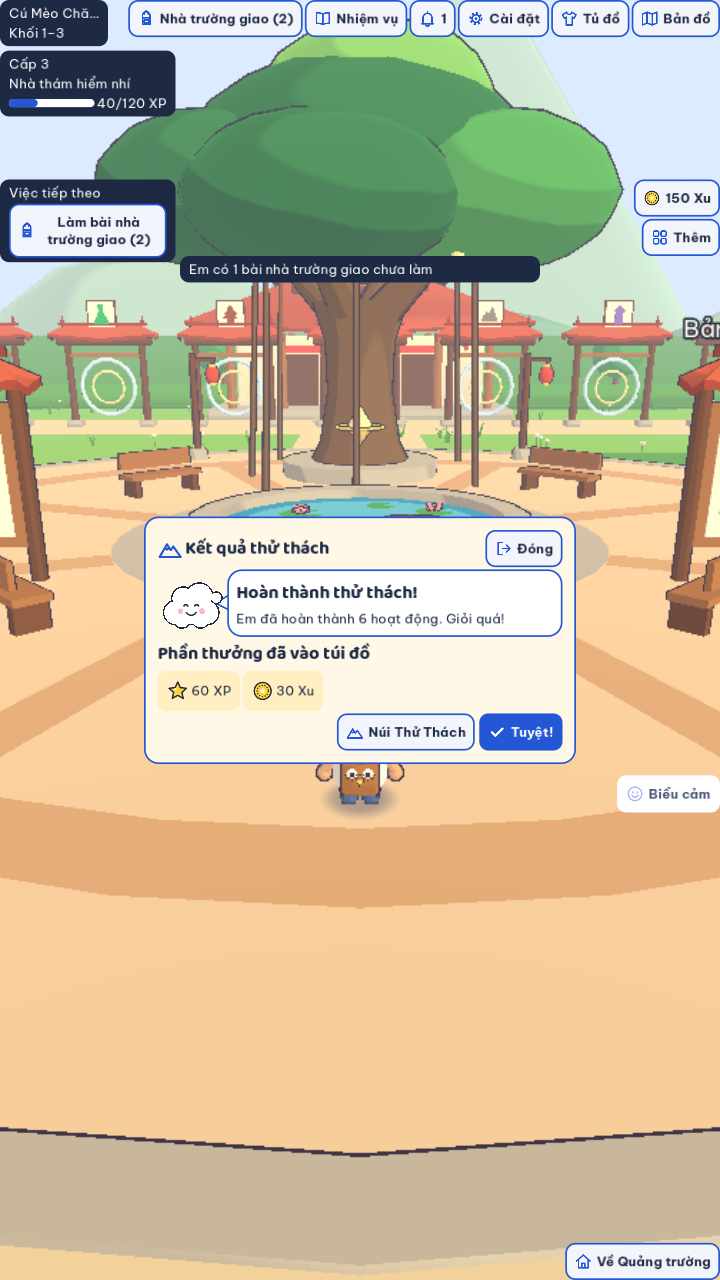 Cú Mèo Chă...
Khối 1-3
Nhà trường giao (2)
Nhiệm vụ
1
Cài đặt
Tủ đồ
Bản đồ
Cấp 3
Nhà thám hiểm nhí
40/120 XP
Việc tiếp theo
Làm bài nhà
trường giao (2)
150 Xu
Thêm
Em có 1 bài nhà trường giao chưa làm
Kết quả thử thách
Đóng
Hoàn thành thử thách!
Em đã hoàn thành 6 hoạt động. Giỏi quá!
Phần thưởng đã vào túi đồ
60 XP
30 Xu
Núi Thử Thách
Tuyệt!
Biểu cảm
Về Quảng trường